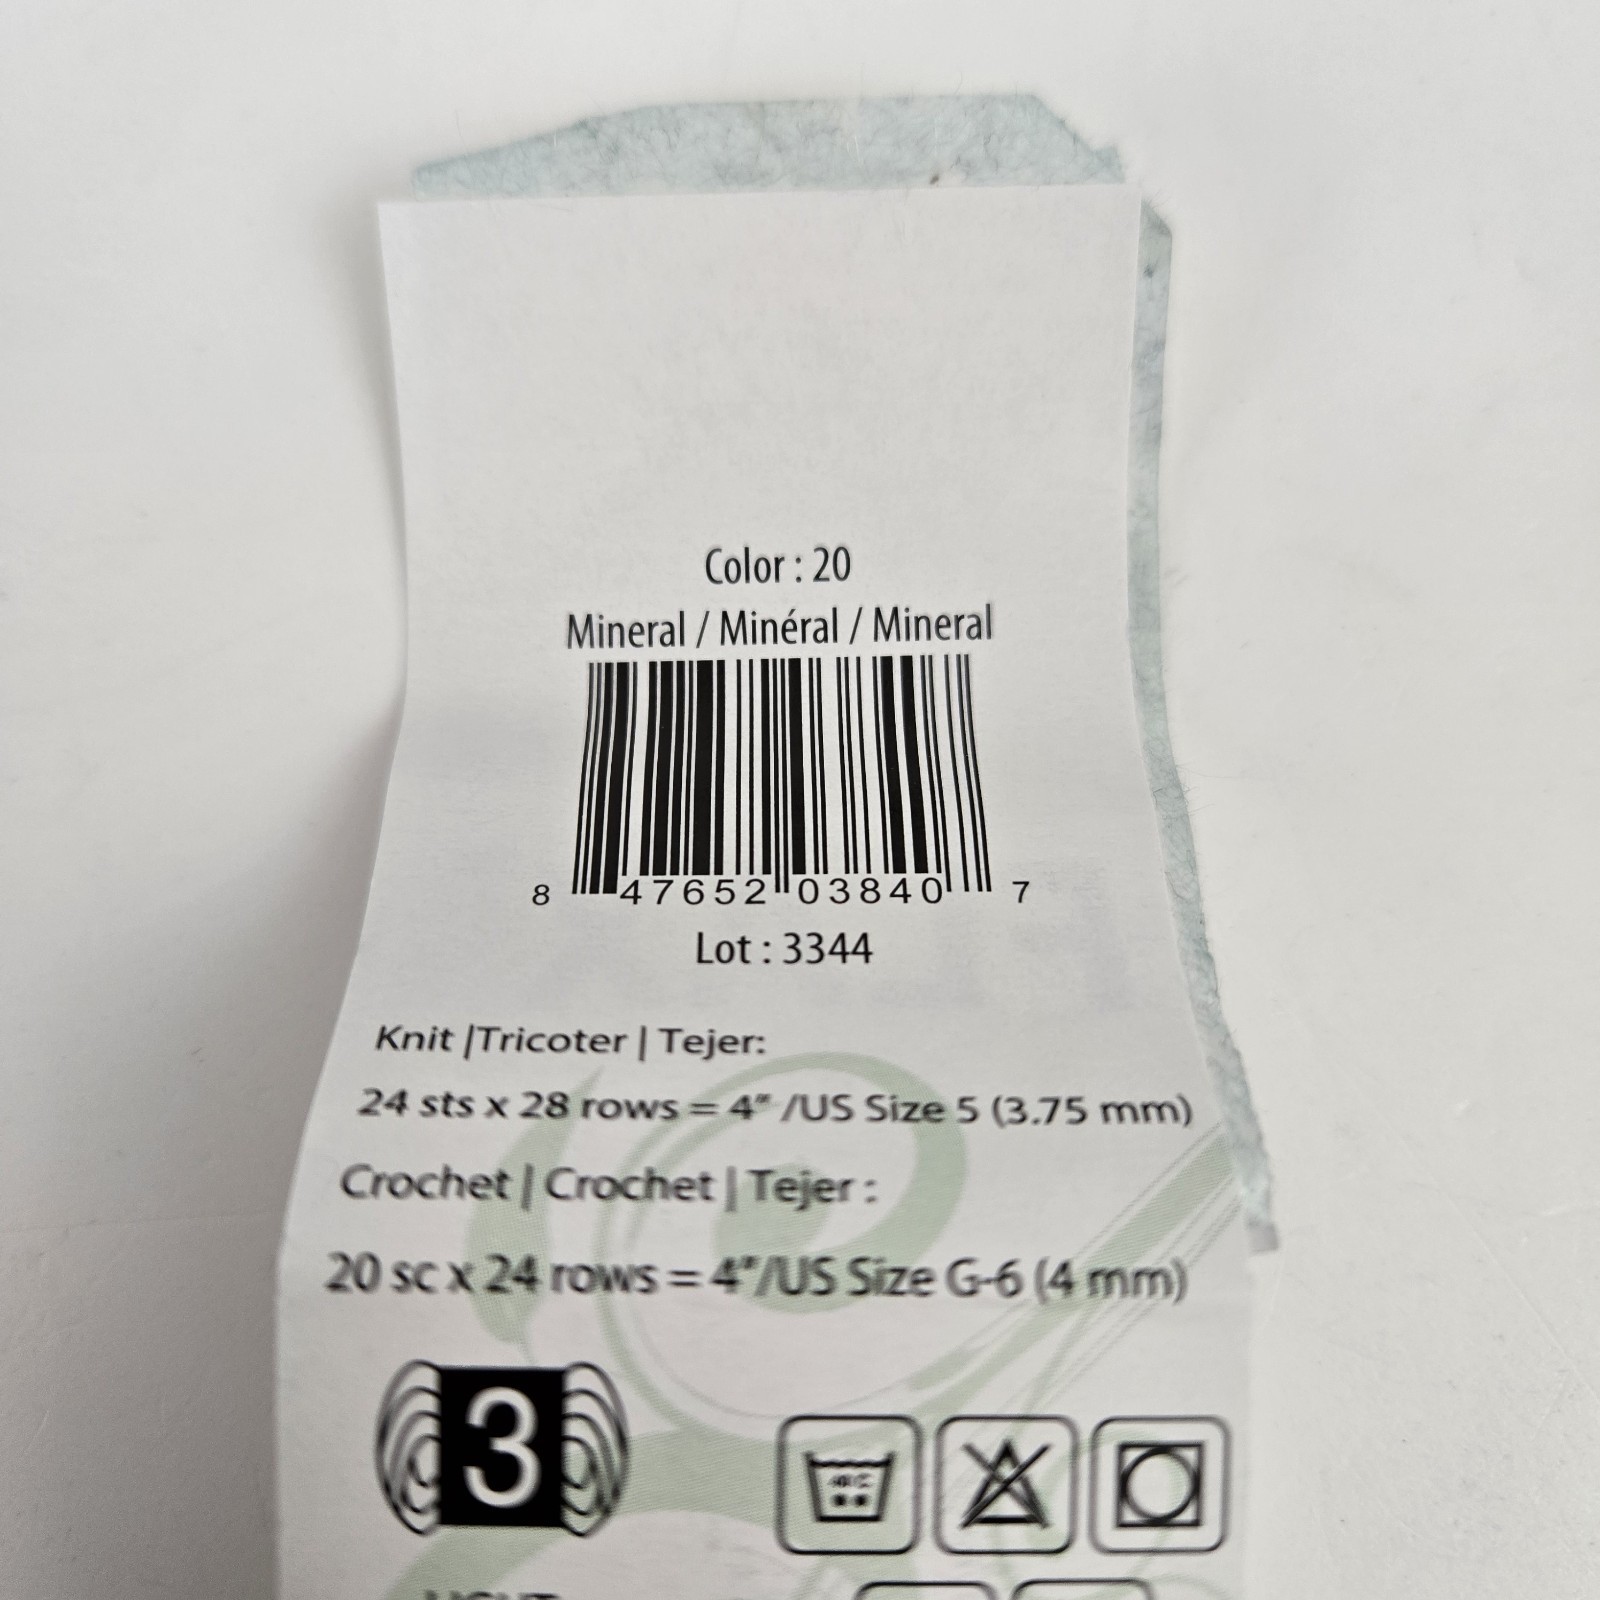 Color : 20
Mineral / Minéral / Mineral
8 47652 03840 7
Lot : 3344
Knit |Tricoter | Tejer:
24 sts x 28 rows = 4" /US Size 5 (3.75 mm)
Crochet | Crochet | Tejer :
20 sc x 24 rows = 4"/US Size G-6 (4 mm)
3